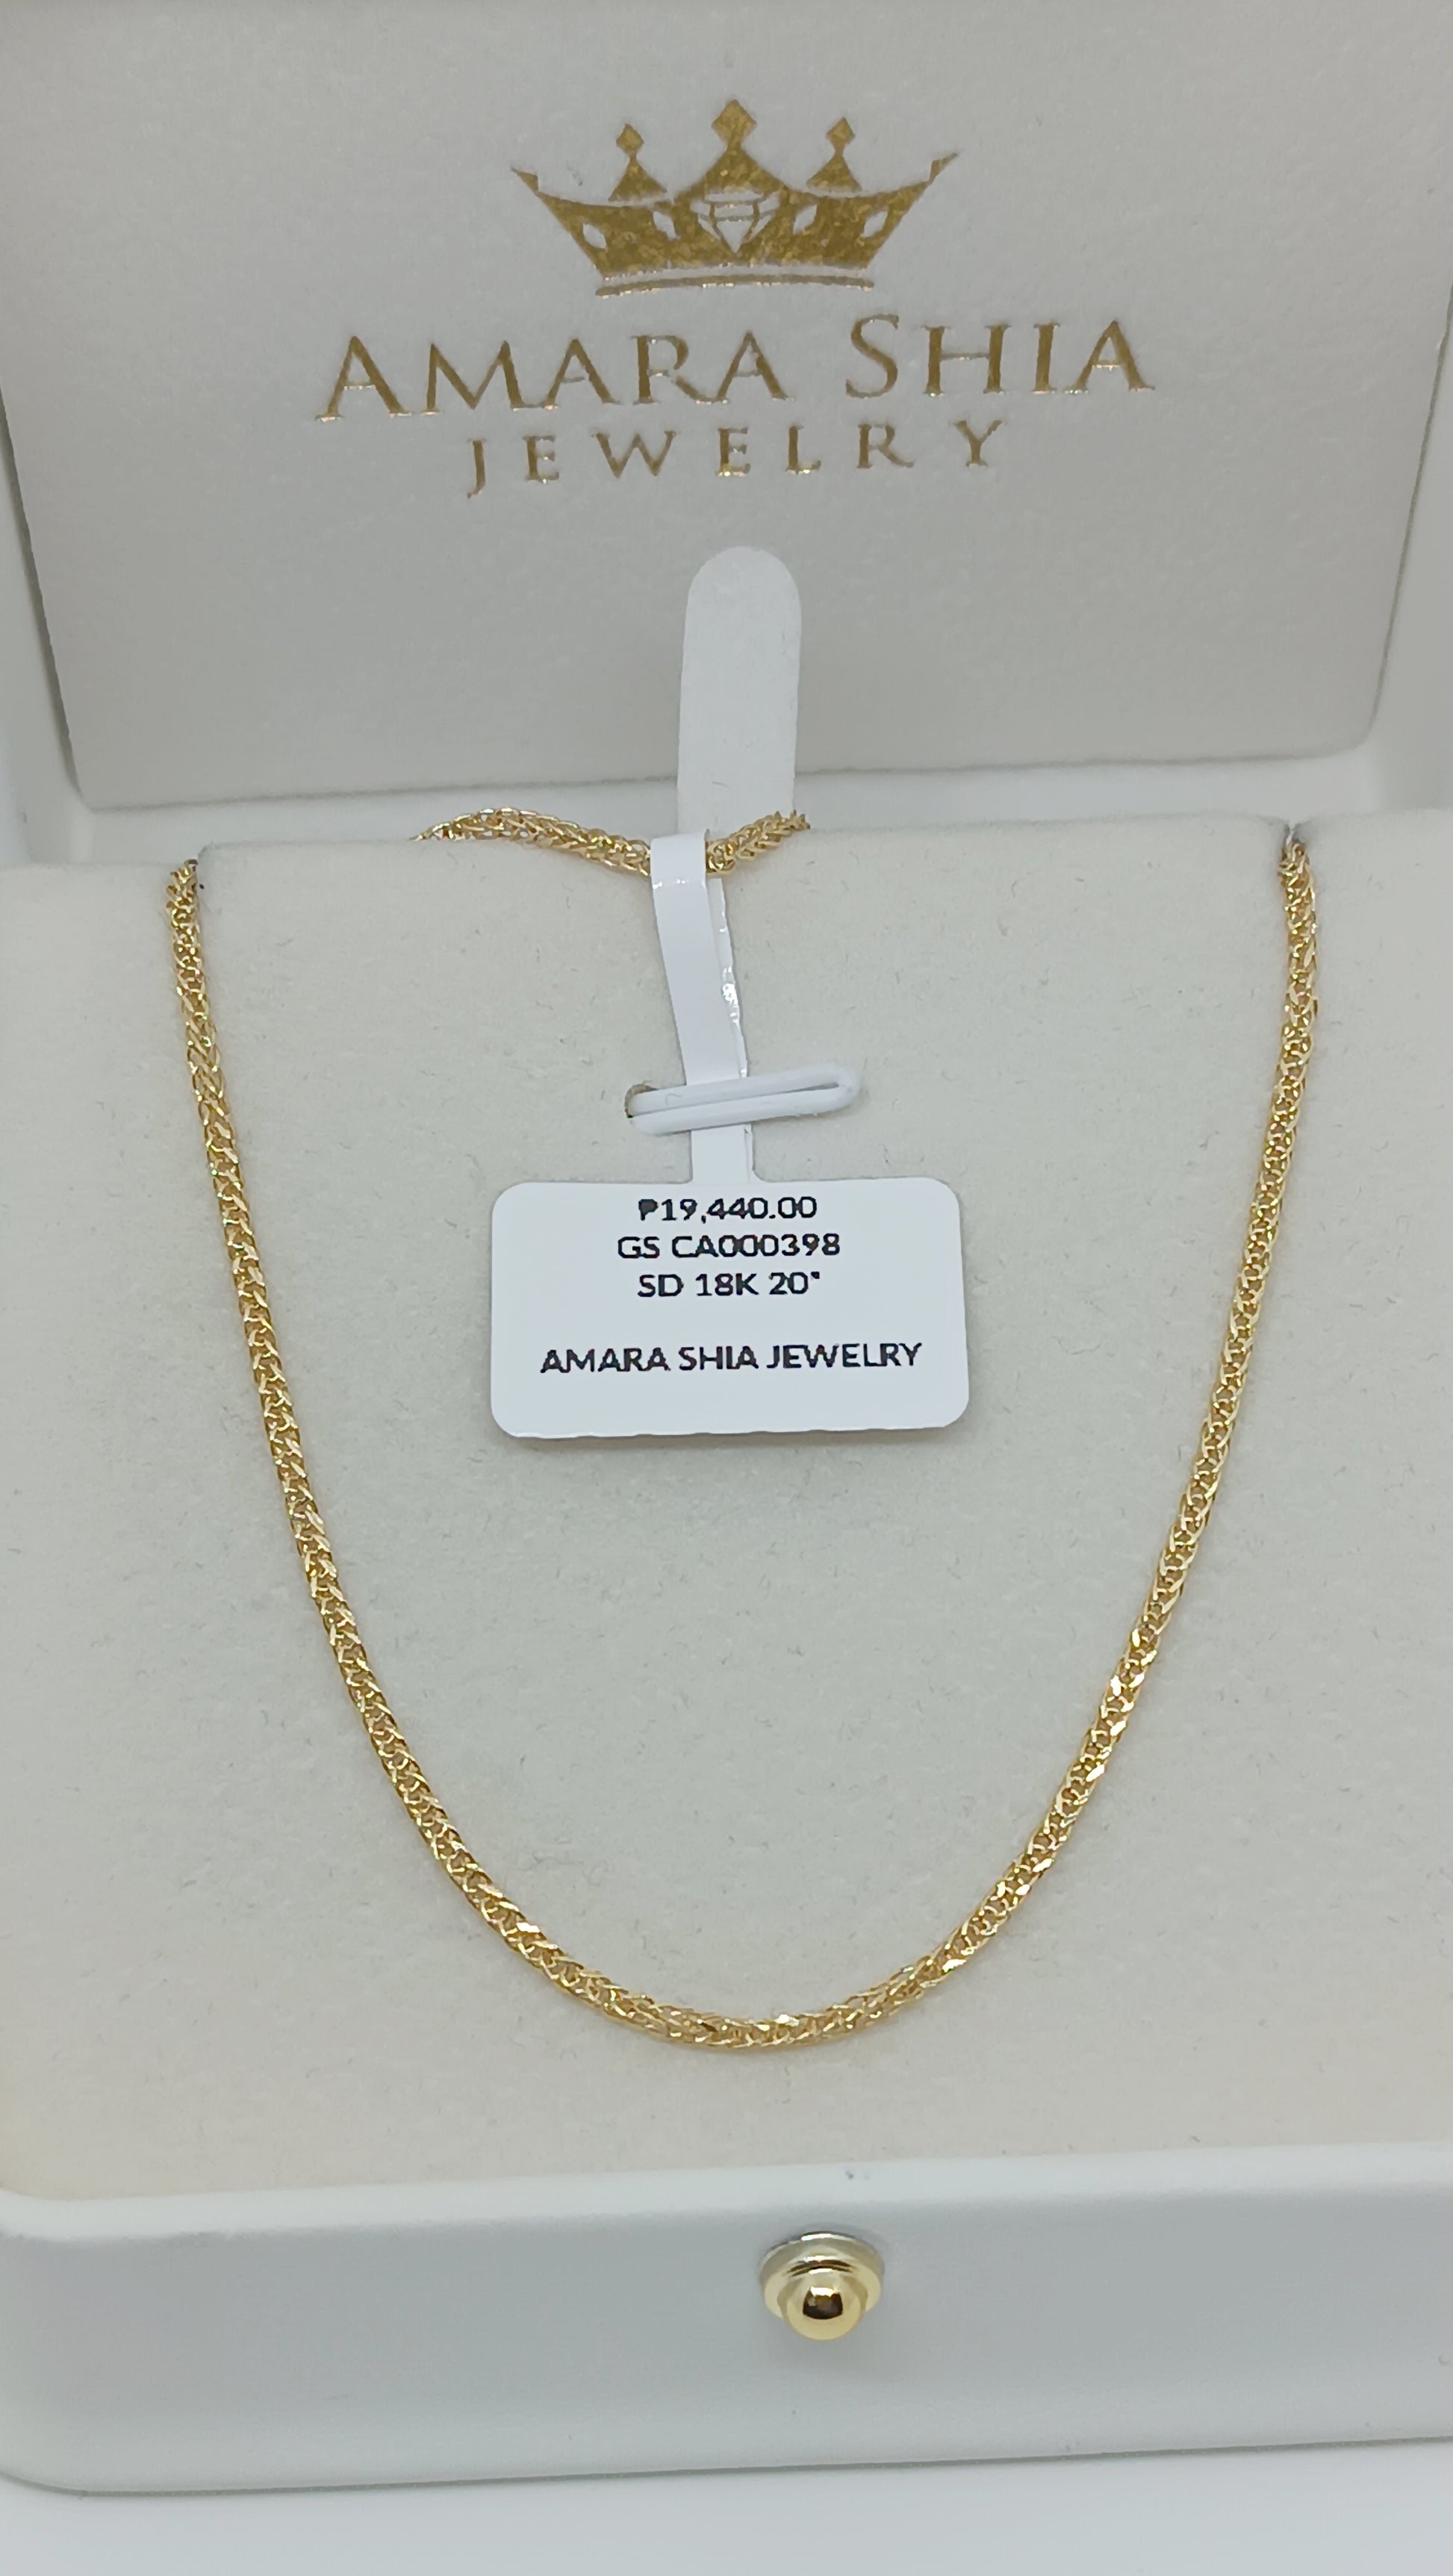 AMARA SHIA
JEWELRY
₱19,440.00
GS CA000398
SD 18K 20"
AMARA SHIA JEWELRY